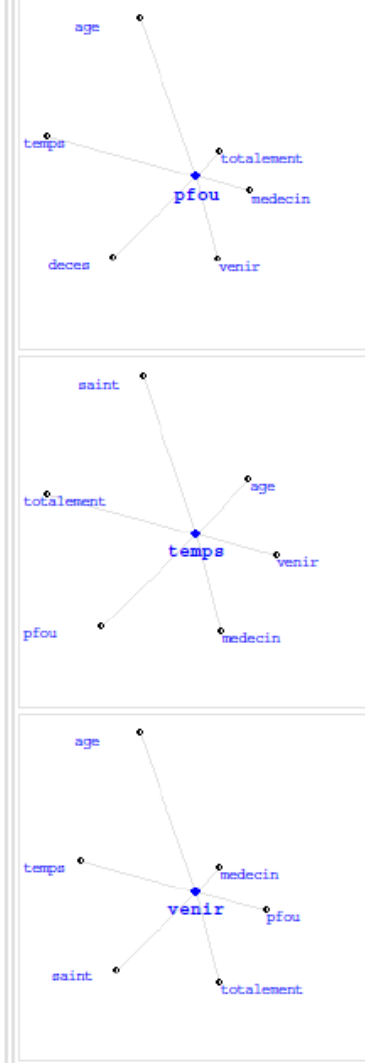 age
temps
totalement
pfou
medecin
deces
venir
saint
age
totalement
temps
venir
pfou
medecin
age
temps
medecin
venir
pfou
saint
totalement